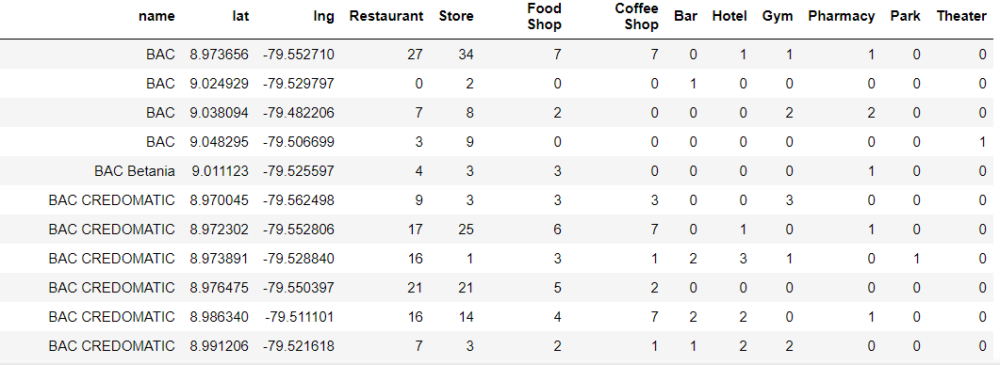 name lat lng Restaurant Store Food Shop Coffee Shop Bar Hotel Gym Pharmacy Park Theater
BAC 8.973656 -79.552710 27 34 7 7 0 1 1 1 0 0
BAC 9.024929 -79.529797 0 2 0 0 1 0 0 0 0 0
BAC 9.038094 -79.482206 7 8 2 0 0 0 2 2 0 0
BAC 9.048295 -79.506699 3 9 0 0 0 0 0 0 0 1
BAC Betania 9.011123 -79.525597 4 3 3 0 0 0 0 1 0 0
BAC CREDOMATIC 8.970045 -79.562498 9 3 3 3 0 0 3 0 0 0
BAC CREDOMATIC 8.972302 -79.552806 17 25 6 7 0 1 0 1 0 0
BAC CREDOMATIC 8.973891 -79.528840 16 1 3 1 2 3 1 0 1 0
BAC CREDOMATIC 8.976475 -79.550397 21 21 5 2 0 0 0 0 0 0
BAC CREDOMATIC 8.986340 -79.511101 16 14 4 7 2 2 0 1 0 0
BAC CREDOMATIC 8.991206 -79.521618 7 3 2 1 1 2 2 0 0 0